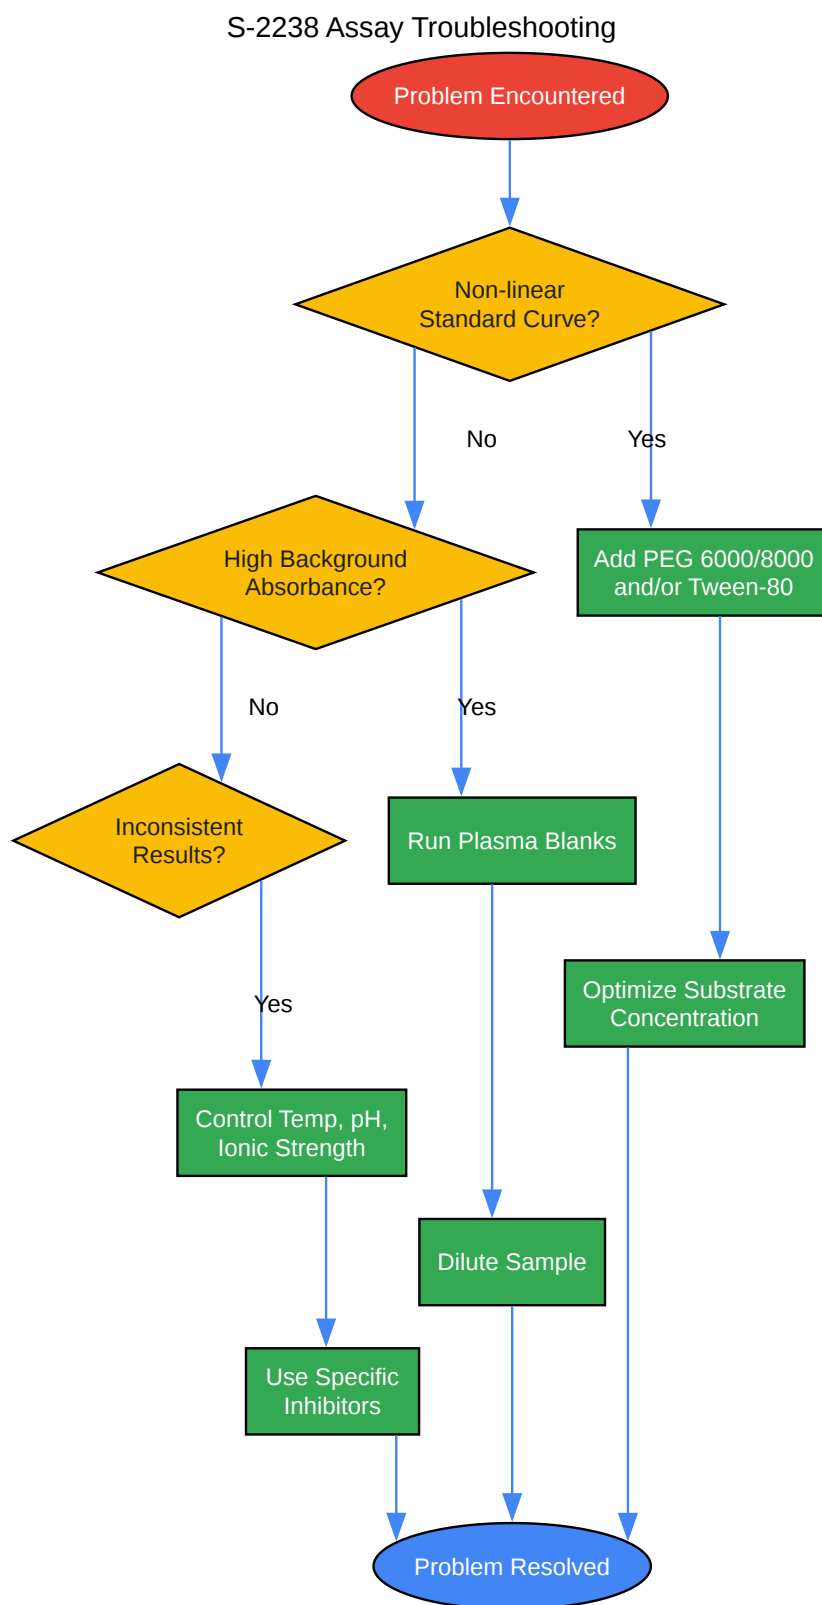 S-2238 Assay Troubleshooting
Problem Encountered
Non-linear
Standard Curve?
No
Yes
High Background
Absorbance?
Add PEG 6000/8000
and/or Tween-80
No
Yes
Inconsistent
Results?
Run Plasma Blanks
Optimize Substrate
Concentration
Yes
Control Temp, pH,
Ionic Strength
Dilute Sample
Use Specific
Inhibitors
Problem Resolved